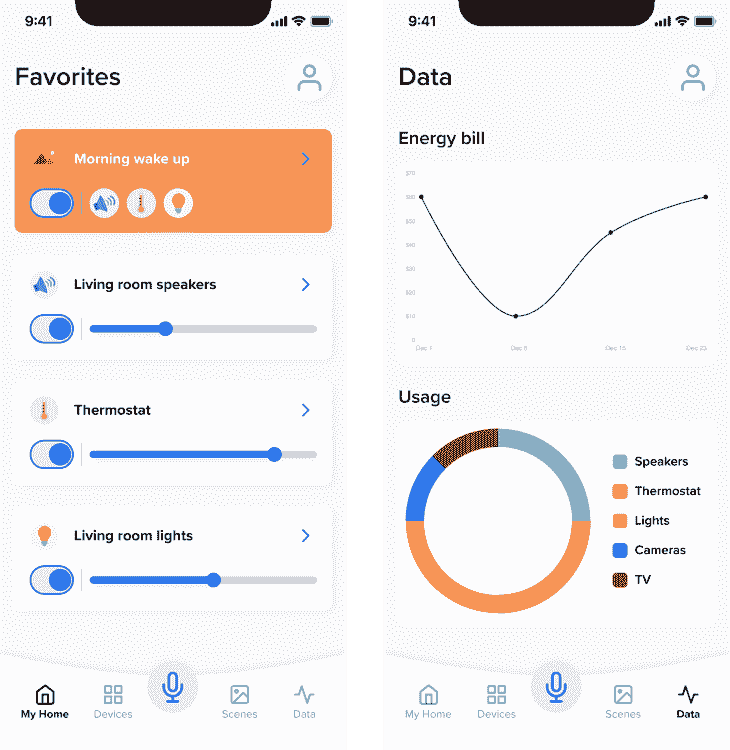 9:41
Favorites
Morning wake up
Living room speakers
Thermostat
Living room lights
My Home
Devices
Scenes
Data
9:41
Data
Energy bill
$70
$60
$50
$40
$30
$20
$10
0
Dec 1
Dec 8
Dec 15
Dec 23
Usage
Speakers
Thermostat
Lights
Cameras
TV
My Home
Devices
Scenes
Data